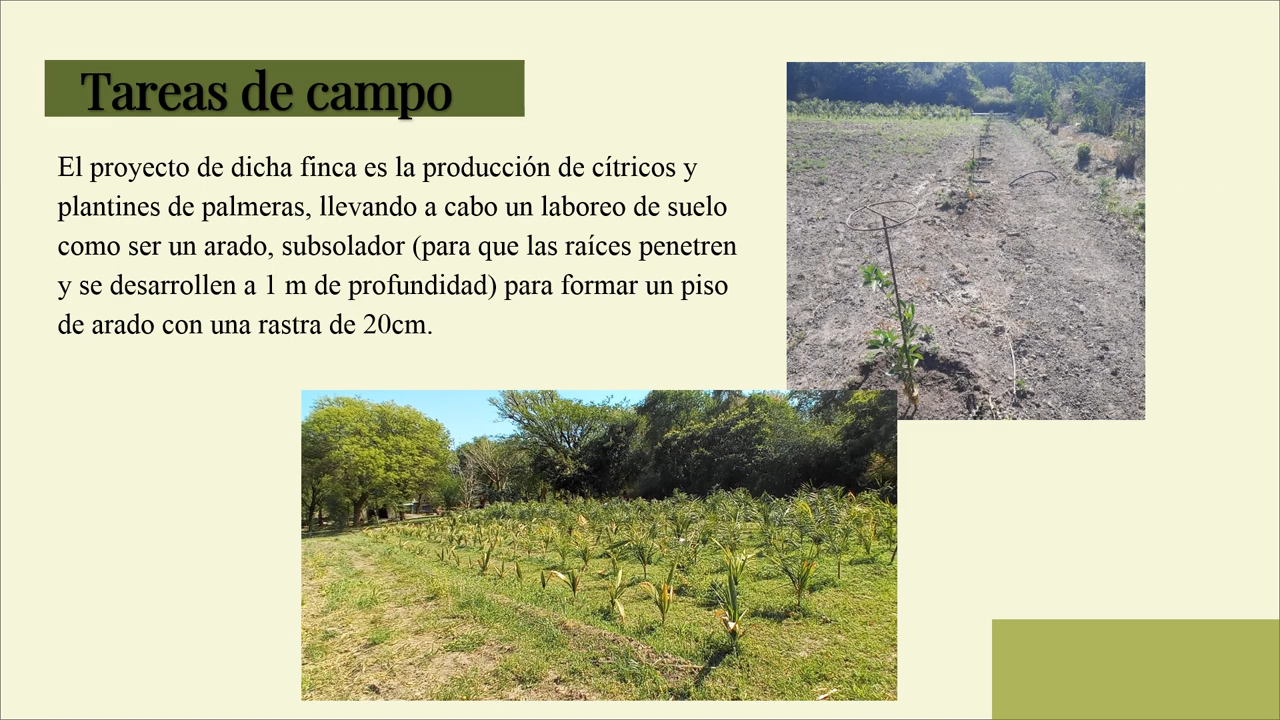 Tareas de campo
El proyecto de dicha finca es la producción de cítricos y
plantines de palmeras, llevando a cabo un laboreo de suelo
como ser un arado, subsolador (para que las raíces penetren
y se desarrollen a 1 m de profundidad) para formar un piso
de arado con una rastra de 20cm.